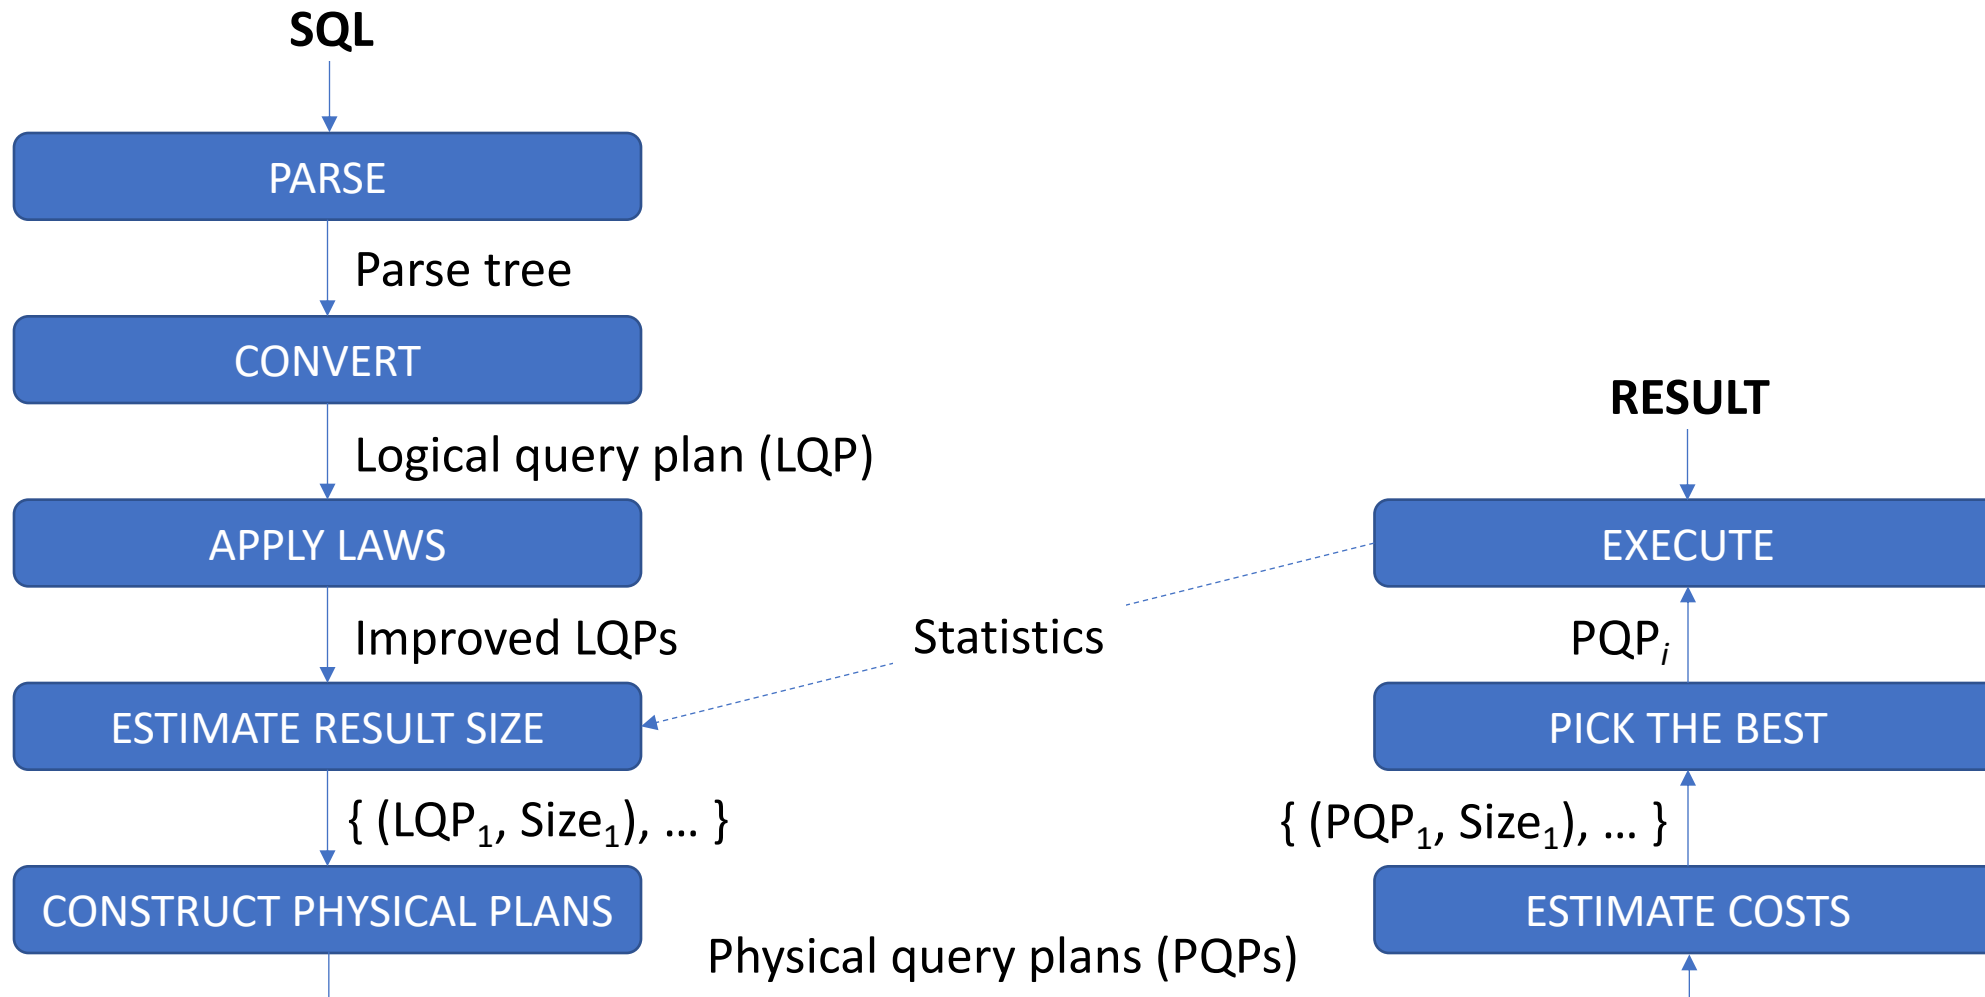 SQL
PARSE
Parse tree
CONVERT
Logical query plan (LQP)
APPLY LAWS
Improved LQPs
ESTIMATE RESULT SIZE
{ (LQP₁, Size₁), … }
CONSTRUCT PHYSICAL PLANS
Physical query plans (PQPs)
Statistics
RESULT
EXECUTE
PQPᵢ
PICK THE BEST
{ (PQP₁, Size₁), … }
ESTIMATE COSTS